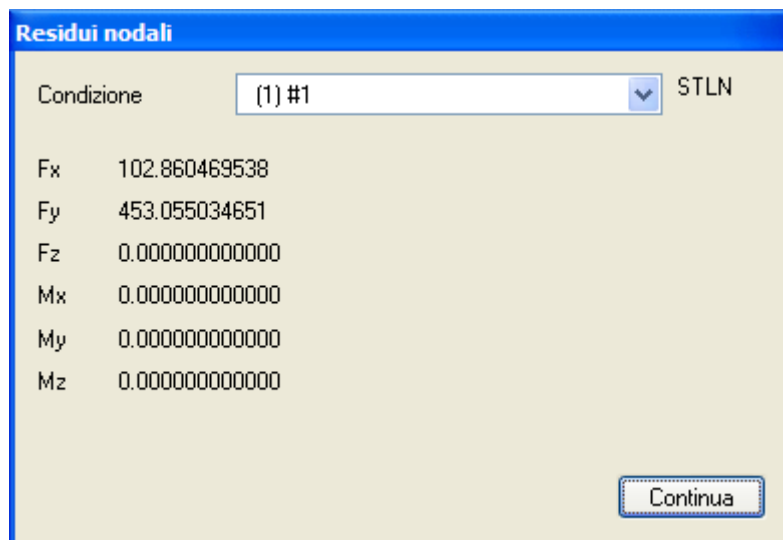 Residui nodali
Condizione (1) #1 STLN
Fx 102.860469538
Fy 453.055034651
Fz 0.000000000000
Mx 0.000000000000
My 0.000000000000
Mz 0.000000000000
Continua